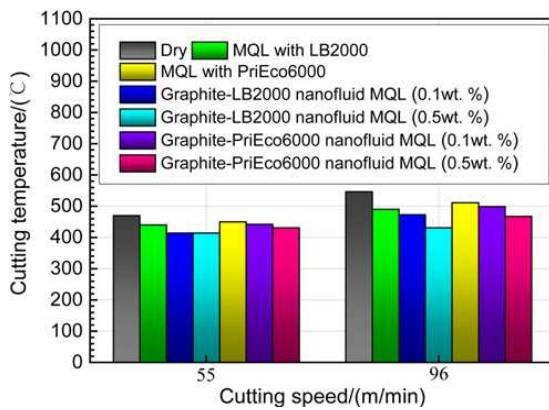 1100
1000
900
800
700
600
500
400
300
200
100
0
Cutting temperature/(℃)
Dry
MQL with LB2000
MQL with PriEco6000
Graphite-LB2000 nanofluid MQL (0.1wt. %)
Graphite-LB2000 nanofluid MQL (0.5wt. %)
Graphite-PriEco6000 nanofluid MQL (0.1wt. %)
Graphite-PriEco6000 nanofluid MQL (0.5wt. %)
55
96
Cutting speed/(m/min)